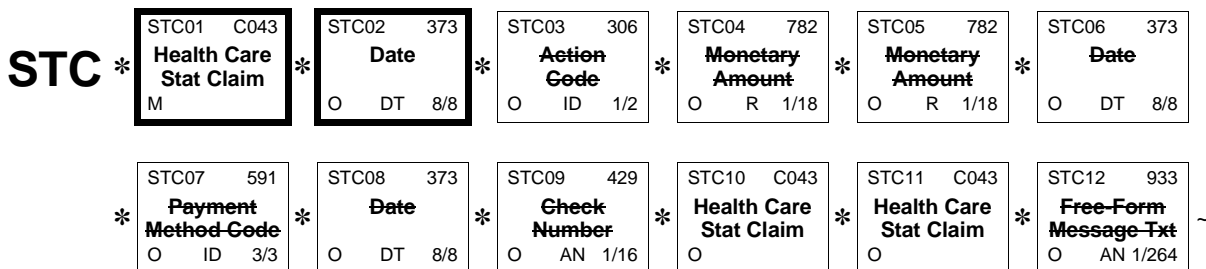 STC * STC01 C043 * STC02 373 * STC03 306 * STC04 782 * STC05 782 * STC06 373
Health Care Date Action Monetary Monetary Date
Stat Claim Code Amount Amount
M O DT 8/8 O ID 1/2 O R 1/18 O R 1/18 O DT 8/8
* STC07 591 * STC08 373 * STC09 429 * STC10 C043 * STC11 C043 * STC12 933 ~
Payment Date Check Health Care Health Care Free-Form
Method Code Number Stat Claim Stat Claim Message Txt
O ID 3/3 O DT 8/8 O AN 1/16 O O O AN 1/264